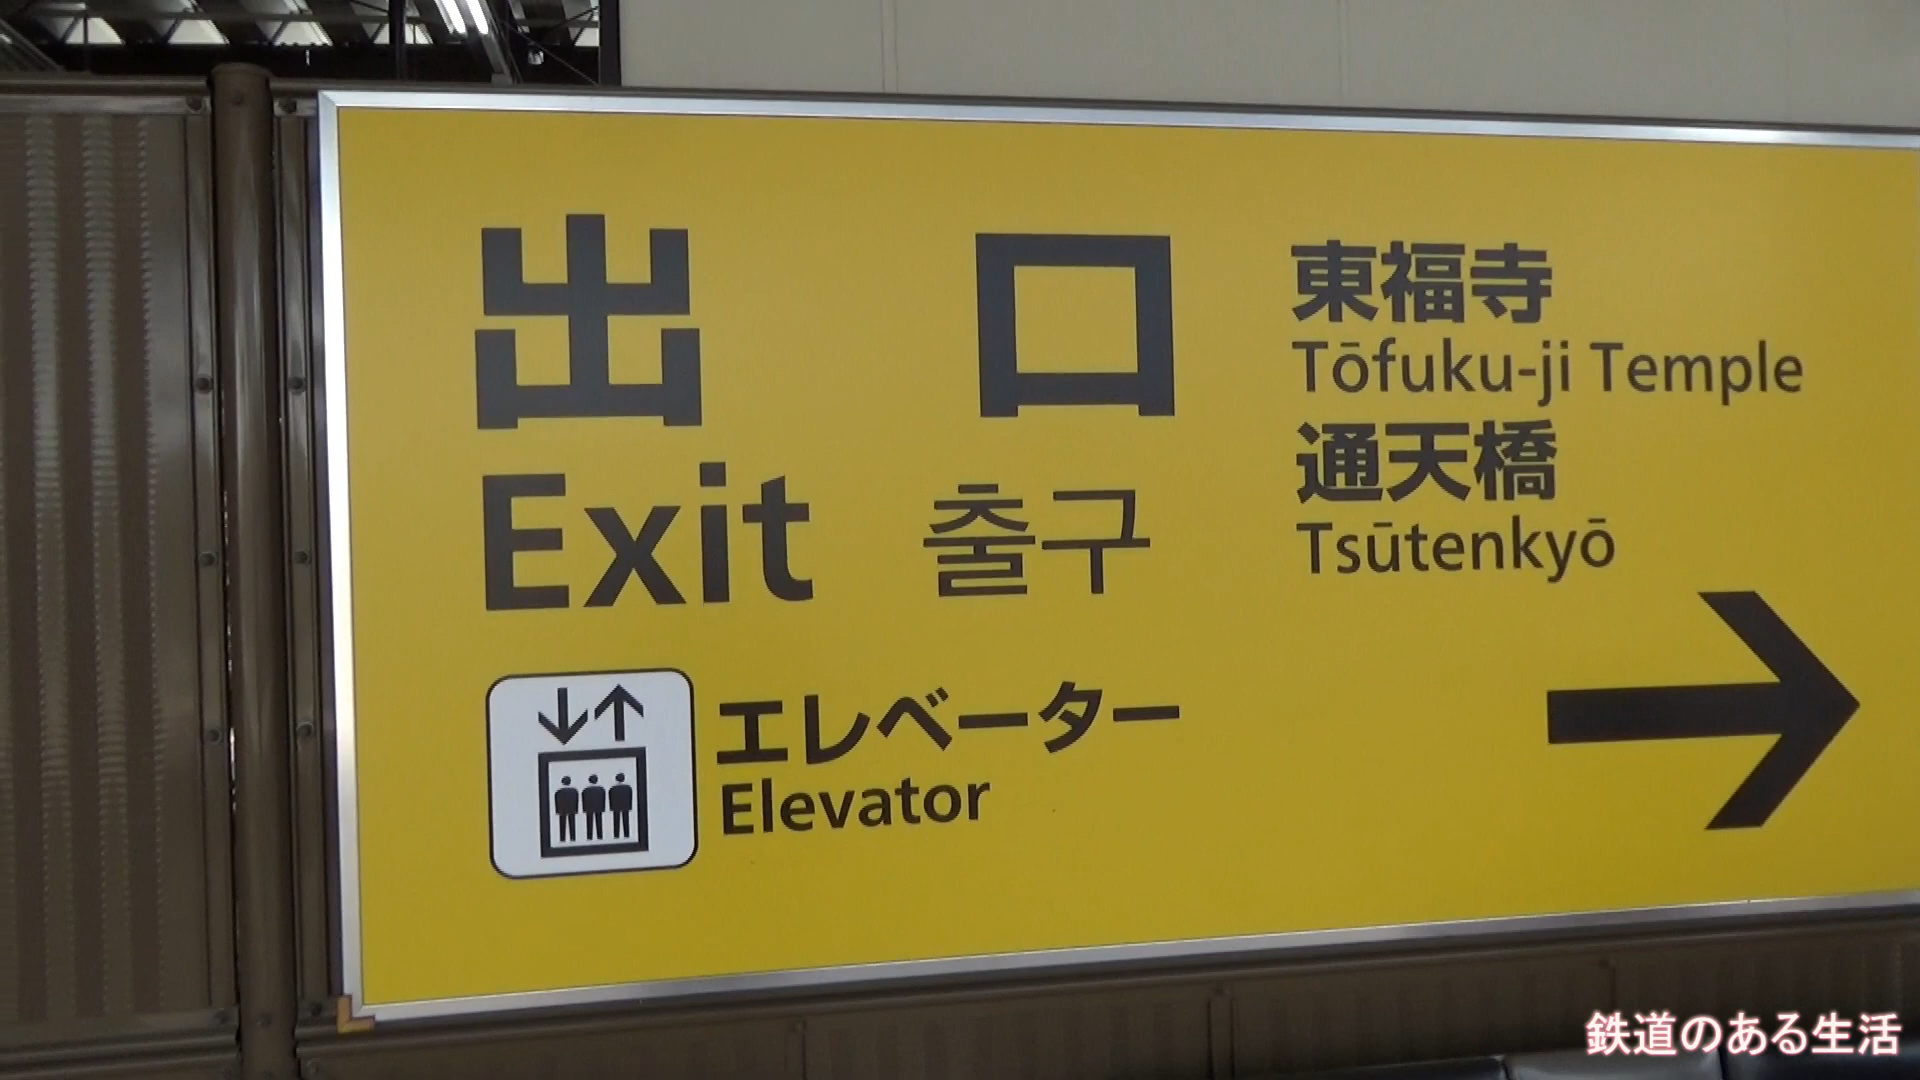 出口
Exit 출구
東福寺
Tōfuku-ji Temple
通天橋
Tsūtenkyō
エレベーター
Elevator
鉄道のある生活